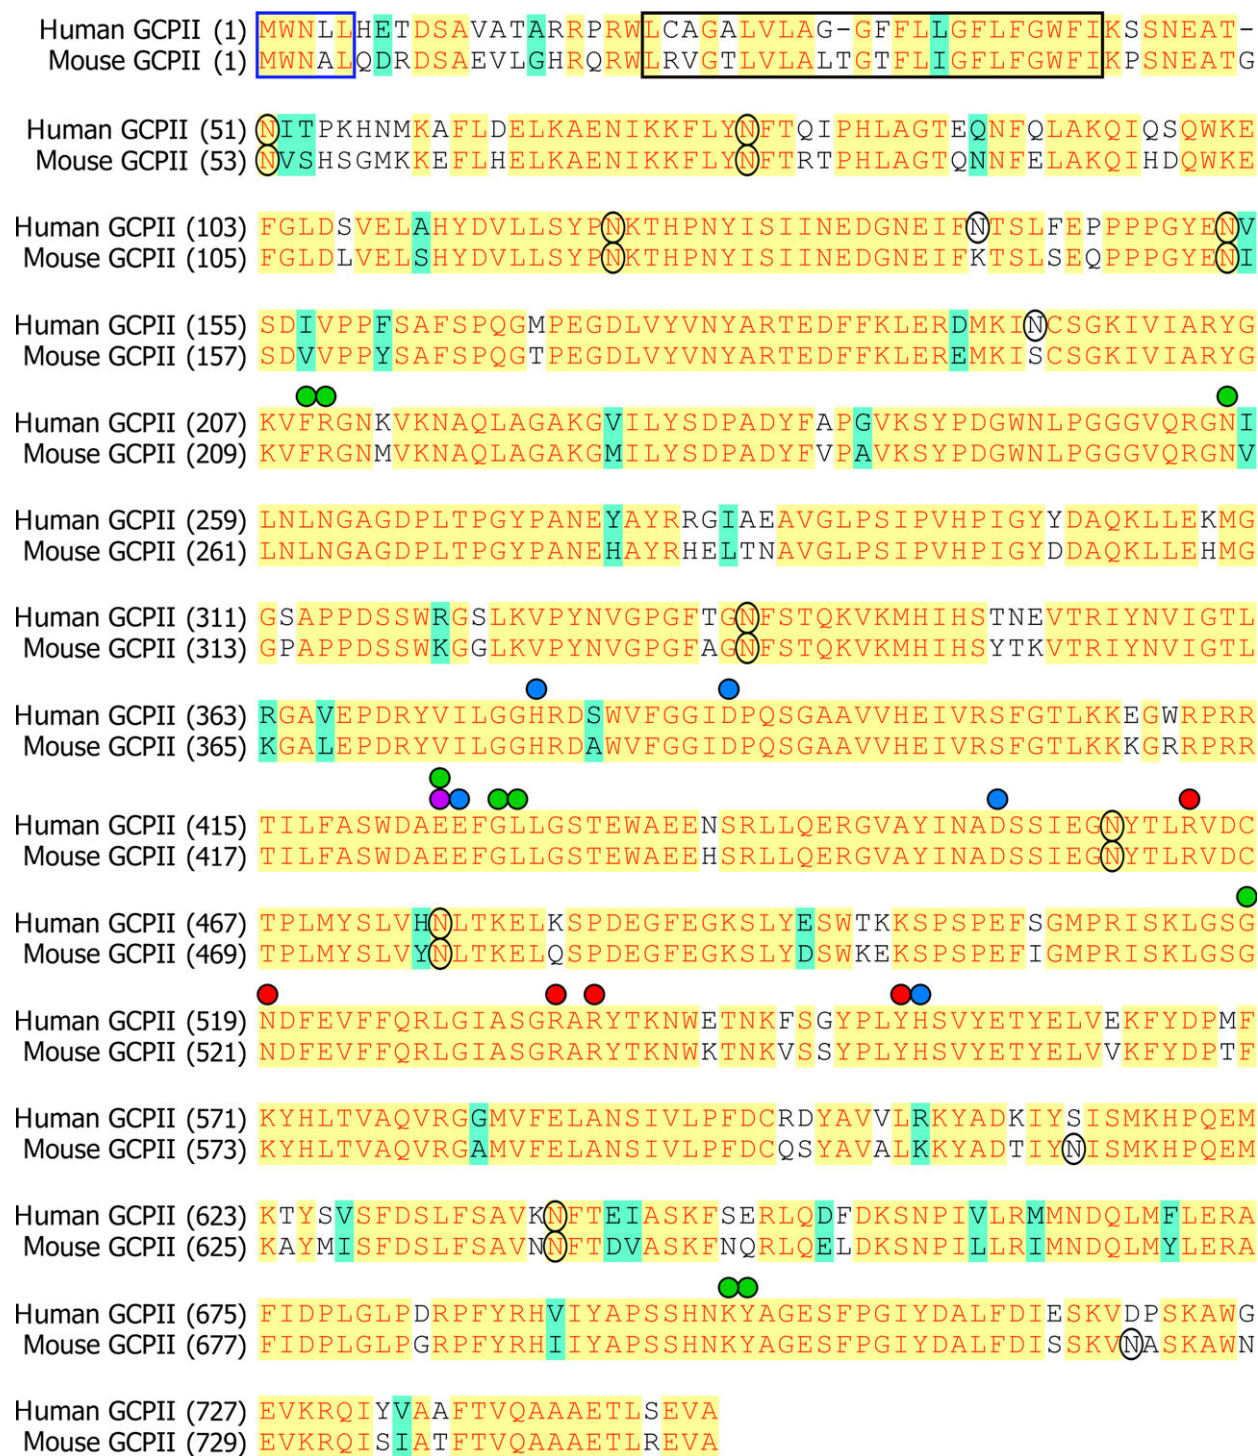 Human GCPII (1) MWNLLHETDSAVATARRPRWLCAGALVLAG-GFFLLGFLFGWFIKSSNEAT-
Mouse GCPII (1) MWNALQDRDSAEVLGHRQRWLRVGTLVLALTGTFLIGFLFGWFIKPSNEATG
Human GCPII (51) NITPKHNMKAFLDELKAENIKKFLYNFTQIPHLAGTEQNFQLAKQIQSQWKE
Mouse GCPII (53) NVSHSGMKKEFLHELKAENIKKFLYNFTRTPHLAGTQNNFELAKQIHDQWKE
Human GCPII (103) FGLDSVELAHYDVLLSYPNKTHPNYISIINEDGNEIFNTSLFEPPPPGYENV
Mouse GCPII (105) FGLDLVELSHYDVLLSYPNKTHPNYISIINEDGNEIFKTSLSEQPPPGYENI
Human GCPII (155) SDIVPPFSAFSPQGMPEGDLVYVNYARTEDFFKLERDMKINCSGKIVIARYG
Mouse GCPII (157) SDVVPPYSAFSPQGTPEGDLVYVNYARTEDFFKLEREMKISCSGKIVIARYG
Human GCPII (207) KVFRGNKVKNAQLAGAKGVILYSDPADYFAPGVKSYPDGWNLPGGGVQRGNI
Mouse GCPII (209) KVFRGNMVKNAQLAGAKGMILYSDPADYFVPAVKSYPDGWNLPGGGVQRGNV
Human GCPII (259) LNLNGAGDPLTPGYPANEYAYRRGIAEAVGLPSIPVHPIGYYDAQKLLEKMG
Mouse GCPII (261) LNLNGAGDPLTPGYPANEHAYRHELTNAVGLPSIPVHPIGYDDAQKLLEHMG
Human GCPII (311) GSAPPDSSWRGSLKVPYNVGPGFTGNFSTQKVKMHIHSTNEVTRIYNVIGTL
Mouse GCPII (313) GPAPPDSSWKGGLKVPYNVGPGFAGNFSTQKVKMHIHSYTKVTRIYNVIGTL
Human GCPII (363) RGAVEPDRYVILGGHRDSWVFGGIDPQSGAAVVHEIVRSFGTLKKEGWRPRR
Mouse GCPII (365) KGALEPDRYVILGGHRDAWVFGGIDPQSGAAVVHEIVRSFGTLKKKGRRPRR
Human GCPII (415) TILFASWDAEEFGLLGSTEWAEENSRLLQERGVAYINADSSIEGNYTLRVDC
Mouse GCPII (417) TILFASWDAEEFGLLGSTEWAEEHSRLLQERGVAYINADSSIEGNYTLRVDC
Human GCPII (467) TPLMYSLVHNLTKELKSPDEGFEGKSLYESWTKKSPSPEFSGMPRISKLGSG
Mouse GCPII (469) TPLMYSLVYNLTKELQSPDEGFEGKSLYDSWKEKSPSPEFIGMPRISKLGSG
Human GCPII (519) NDFEVFFQRLGIASGRARYTKNWETNKFSGYPLYHSVYETYELVEKFYDPMF
Mouse GCPII (521) NDFEVFFQRLGIASGRARYTKNWKTNKVSSYPLYHSVYETYELVVKFYDPTF
Human GCPII (571) KYHLTVAQVRGGMVFELANSIVLPFDCRDYAVVLRKYADKIYSISMKHPQEM
Mouse GCPII (573) KYHLTVAQVRGAMVFELANSIVLPFDCQSYAVALKKYADTIYNISMKHPQEM
Human GCPII (623) KTYSVSFDSLFSAVKNFTEIASKFSERLQDFDKSNPIVLRMMNDQLMFLERA
Mouse GCPII (625) KAYMISFDSLFSAVNNFTDVASKFNQRLQELDKSNPILLRIMNDQLMYLERA
Human GCPII (675) FIDPLGLPDRPFYRHVIYAPSSHNKYAGESFPGIYDALFDIESKVDPSKAWG
Mouse GCPII (677) FIDPLGLPGRPFYRHIIYAPSSHNKYAGESFPGIYDALFDISSKVNASKAWN
Human GCPII (727) EVKRQIYVAAFTVQAAAETLSEVA
Mouse GCPII (729) EVKRQISIATFTVQAAAETLREVA